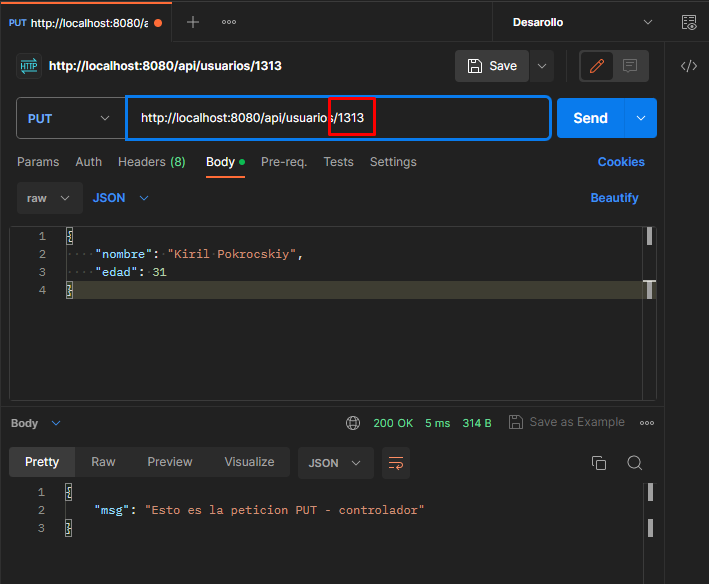 PUT http://localhost:8080/a
Desarollo
HTTP http://localhost:8080/api/usuarios/1313
Save
PUT http://localhost:8080/api/usuarios/1313 Send
Params Auth Headers (8) Body Pre-req. Tests Settings Cookies
raw JSON Beautify
1 {
2 ····"nombre": "Kiril Pokrocskiy",
3 ····"edad": 31
4 }
Body 200 OK 5 ms 314 B Save as Example
Pretty Raw Preview Visualize JSON
1 {
2 "msg": "Esto es la peticion PUT - controlador"
3 }